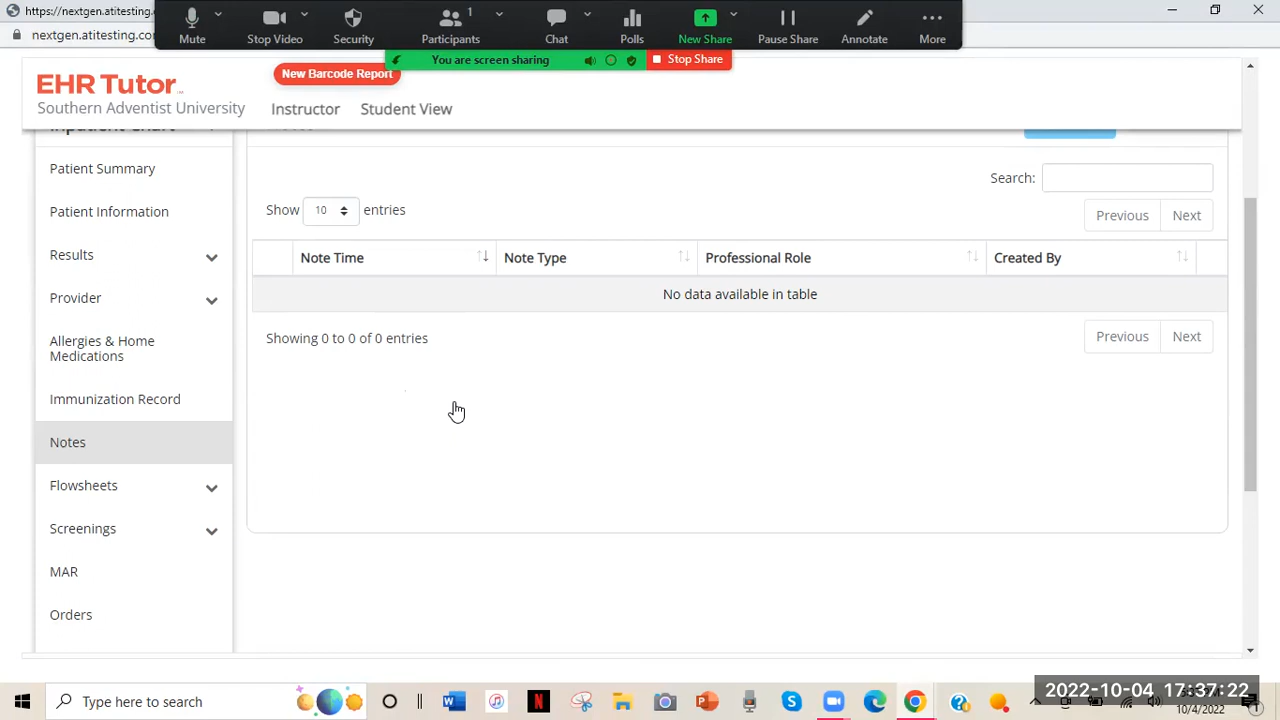 https://nextgen.atitesting
nextgen.atitesting.co
Mute
Stop Video
Security
Participants
1
Chat
Polls
New Share
Pause Share
Annotate
More
You are screen sharing
Stop Share
New Barcode Report
EHR Tutor
Southern Adventist University
Instructor
Student View
Inpatient Chart
Patient Summary
Patient Information
Results
Provider
Allergies & Home
Medications
Immunization Record
Notes
Flowsheets
Screenings
MAR
Orders
Search:
Show 10 entries
Previous Next
Note Time Note Type Professional Role Created By
No data available in table
Showing 0 to 0 of 0 entries
Previous Next
Type here to search
2022-10-04 17:37:22
10/4/2022